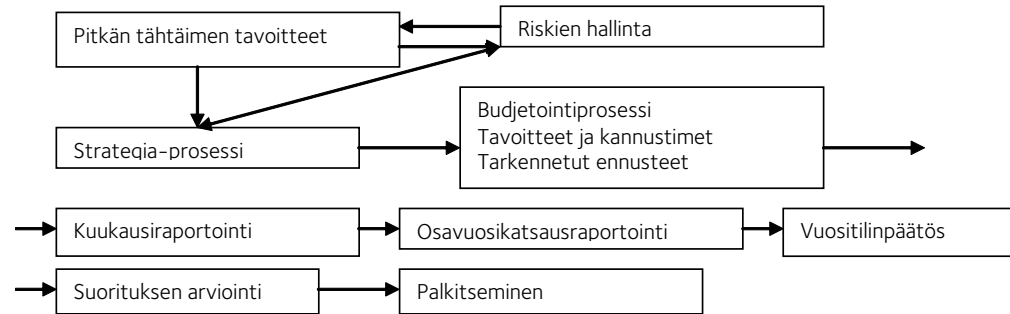 Pitkän tähtäimen tavoitteet
Riskien hallinta
Strategia-prosessi
Budjetointiprosessi
Tavoitteet ja kannustimet
Tarkennetut ennusteet
Kuukausiraportointi
Osavuosikatsausraportointi
Vuositilinpäätös
Suorituksen arviointi
Palkitseminen